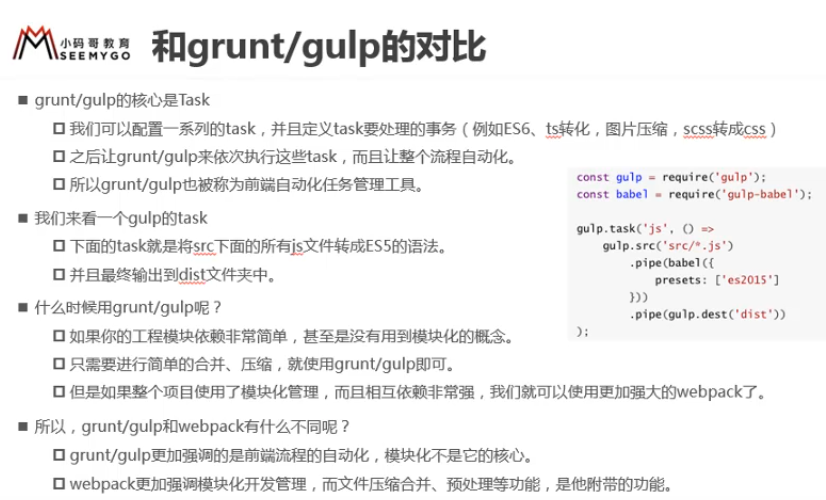 小码哥教育
SEEMYGO
和grunt/gulp的对比
■ grunt/gulp的核心是Task
口 我们可以配置一系列的task，并且定义task要处理的事务（例如ES6、ts转化，图片压缩，scss转成css）
口 之后让grunt/gulp来依次执行这些task，而且让整个流程自动化。
口 所以grunt/gulp也被称为前端自动化任务管理工具。
■ 我们来看一个gulp的task
口 下面的task就是将src下面的所有js文件转成ES5的语法。
口 并且最终输出到dist文件夹中。
const gulp = require('gulp');
const babel = require('gulp-babel');
gulp.task('js', () =>
gulp.src('src/*.js')
.pipe(babel({
presets: ['es2015']
}))
.pipe(gulp.dest('dist'))
);
■ 什么时候用grunt/gulp呢？
口 如果你的工程模块依赖非常简单，甚至是没有用到模块化的概念。
口 只需要进行简单的合并、压缩，就使用grunt/gulp即可。
口 但是如果整个项目使用了模块化管理，而且相互依赖非常强，我们就可以使用更加强大的webpack了。
■ 所以，grunt/gulp和webpack有什么不同呢？
口 grunt/gulp更加强调的是前端流程的自动化，模块化不是它的核心。
口 webpack更加强调模块化开发管理，而文件压缩合并、预处理等功能，是他附带的功能。